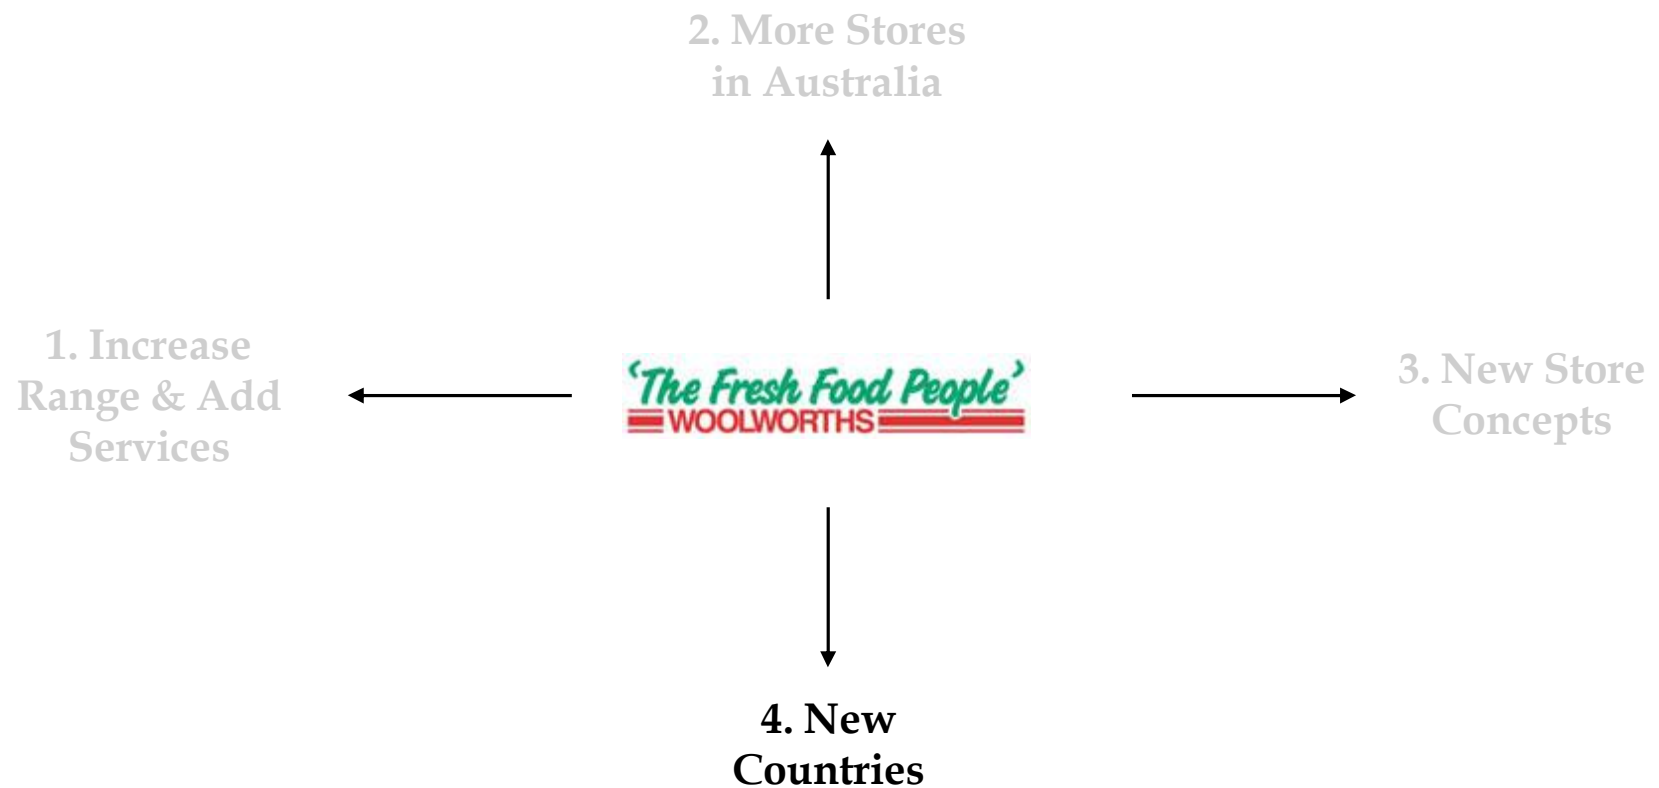 2. More Stores
in Australia
1. Increase
Range & Add
Services
‘The Fresh Food People’
WOOLWORTHS
3. New Store
Concepts
4. New
Countries